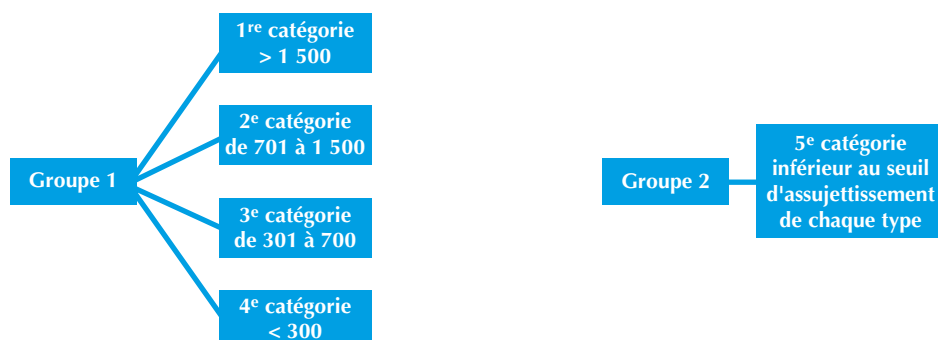 1re catégorie
> 1 500
2e catégorie
de 701 à 1 500
Groupe 1
3e catégorie
de 301 à 700
4e catégorie
< 300
Groupe 2
5e catégorie
inférieur au seuil
d'assujettissement
de chaque type